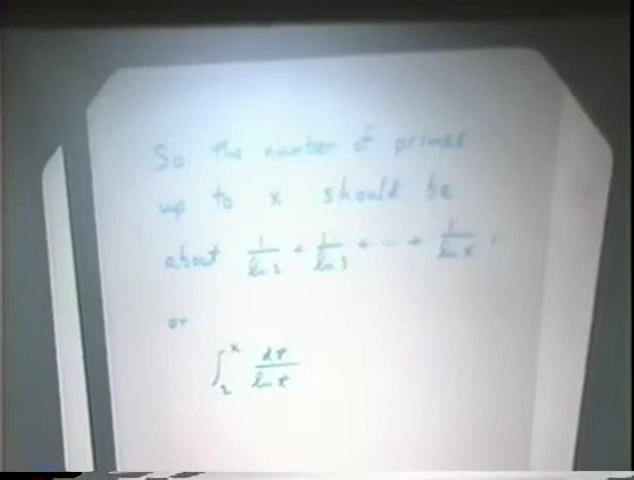 So the number of primes
up to x should be
about 1/ln 2 + 1/ln 3 + ... + 1/ln x ,
or
∫₂ˣ dt/ln t